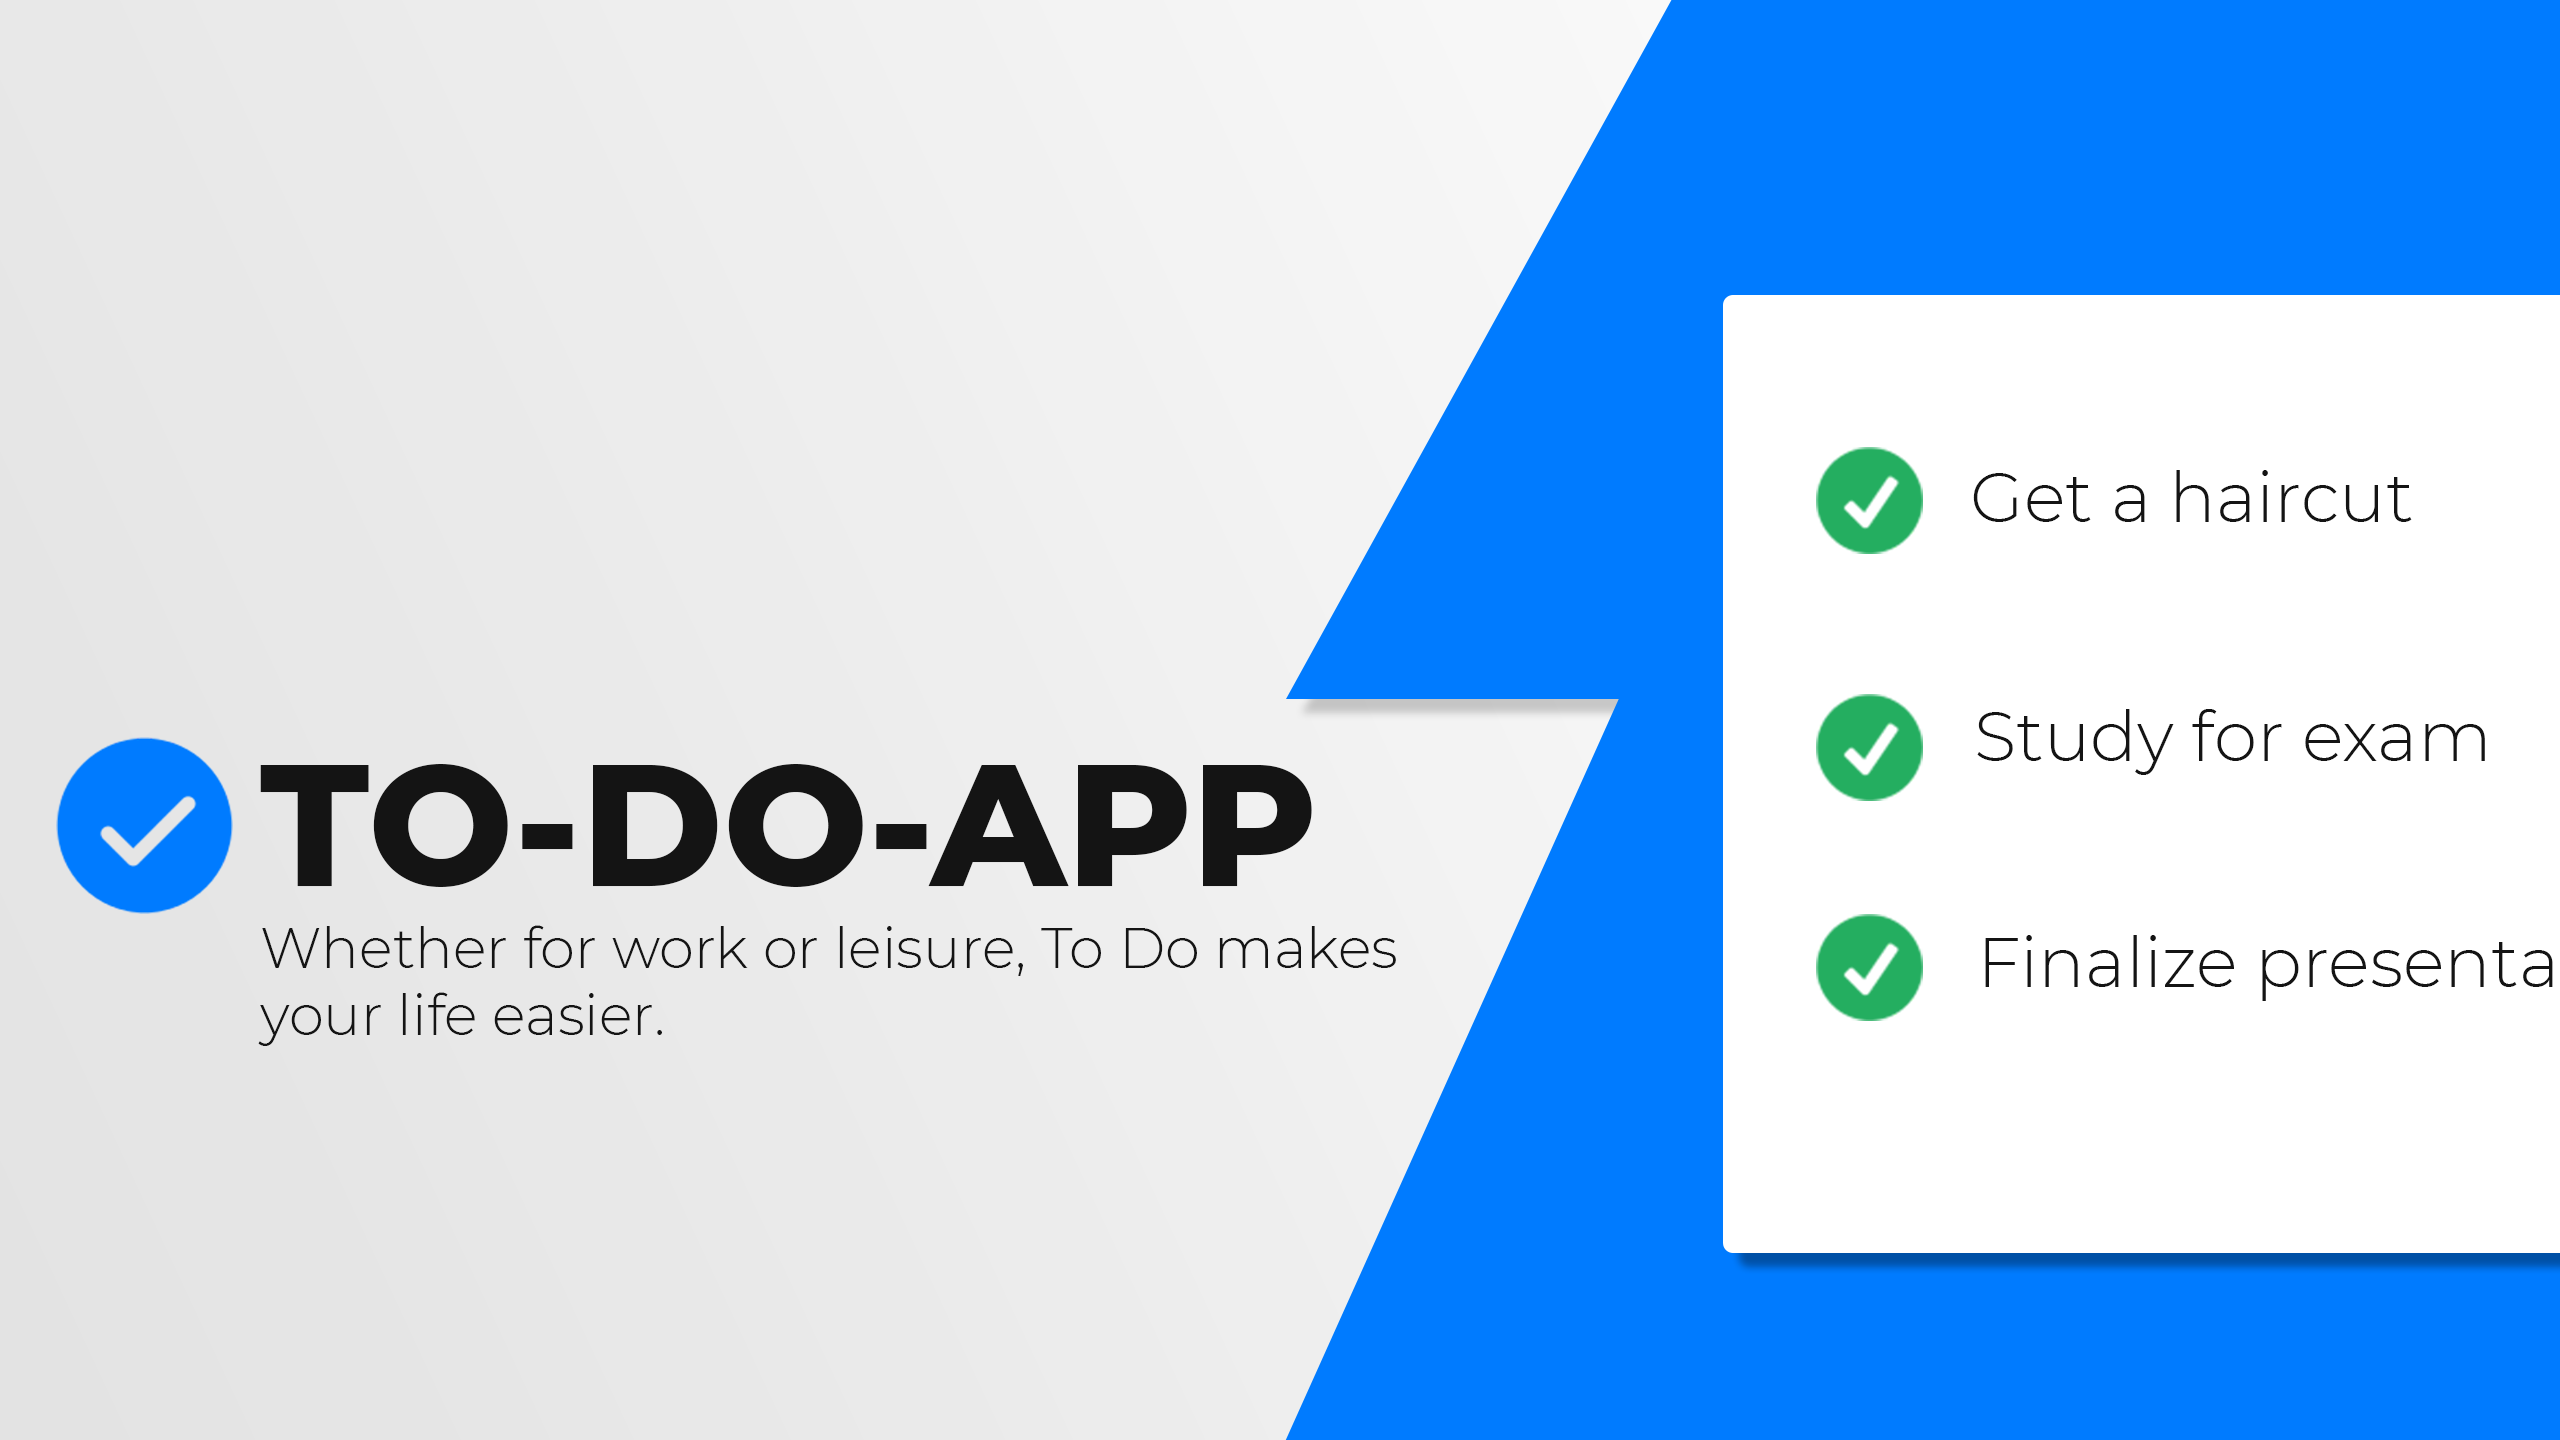 TO-DO-APP
Whether for work or leisure, To Do makes
your life easier.
Get a haircut
Study for exam
Finalize presenta